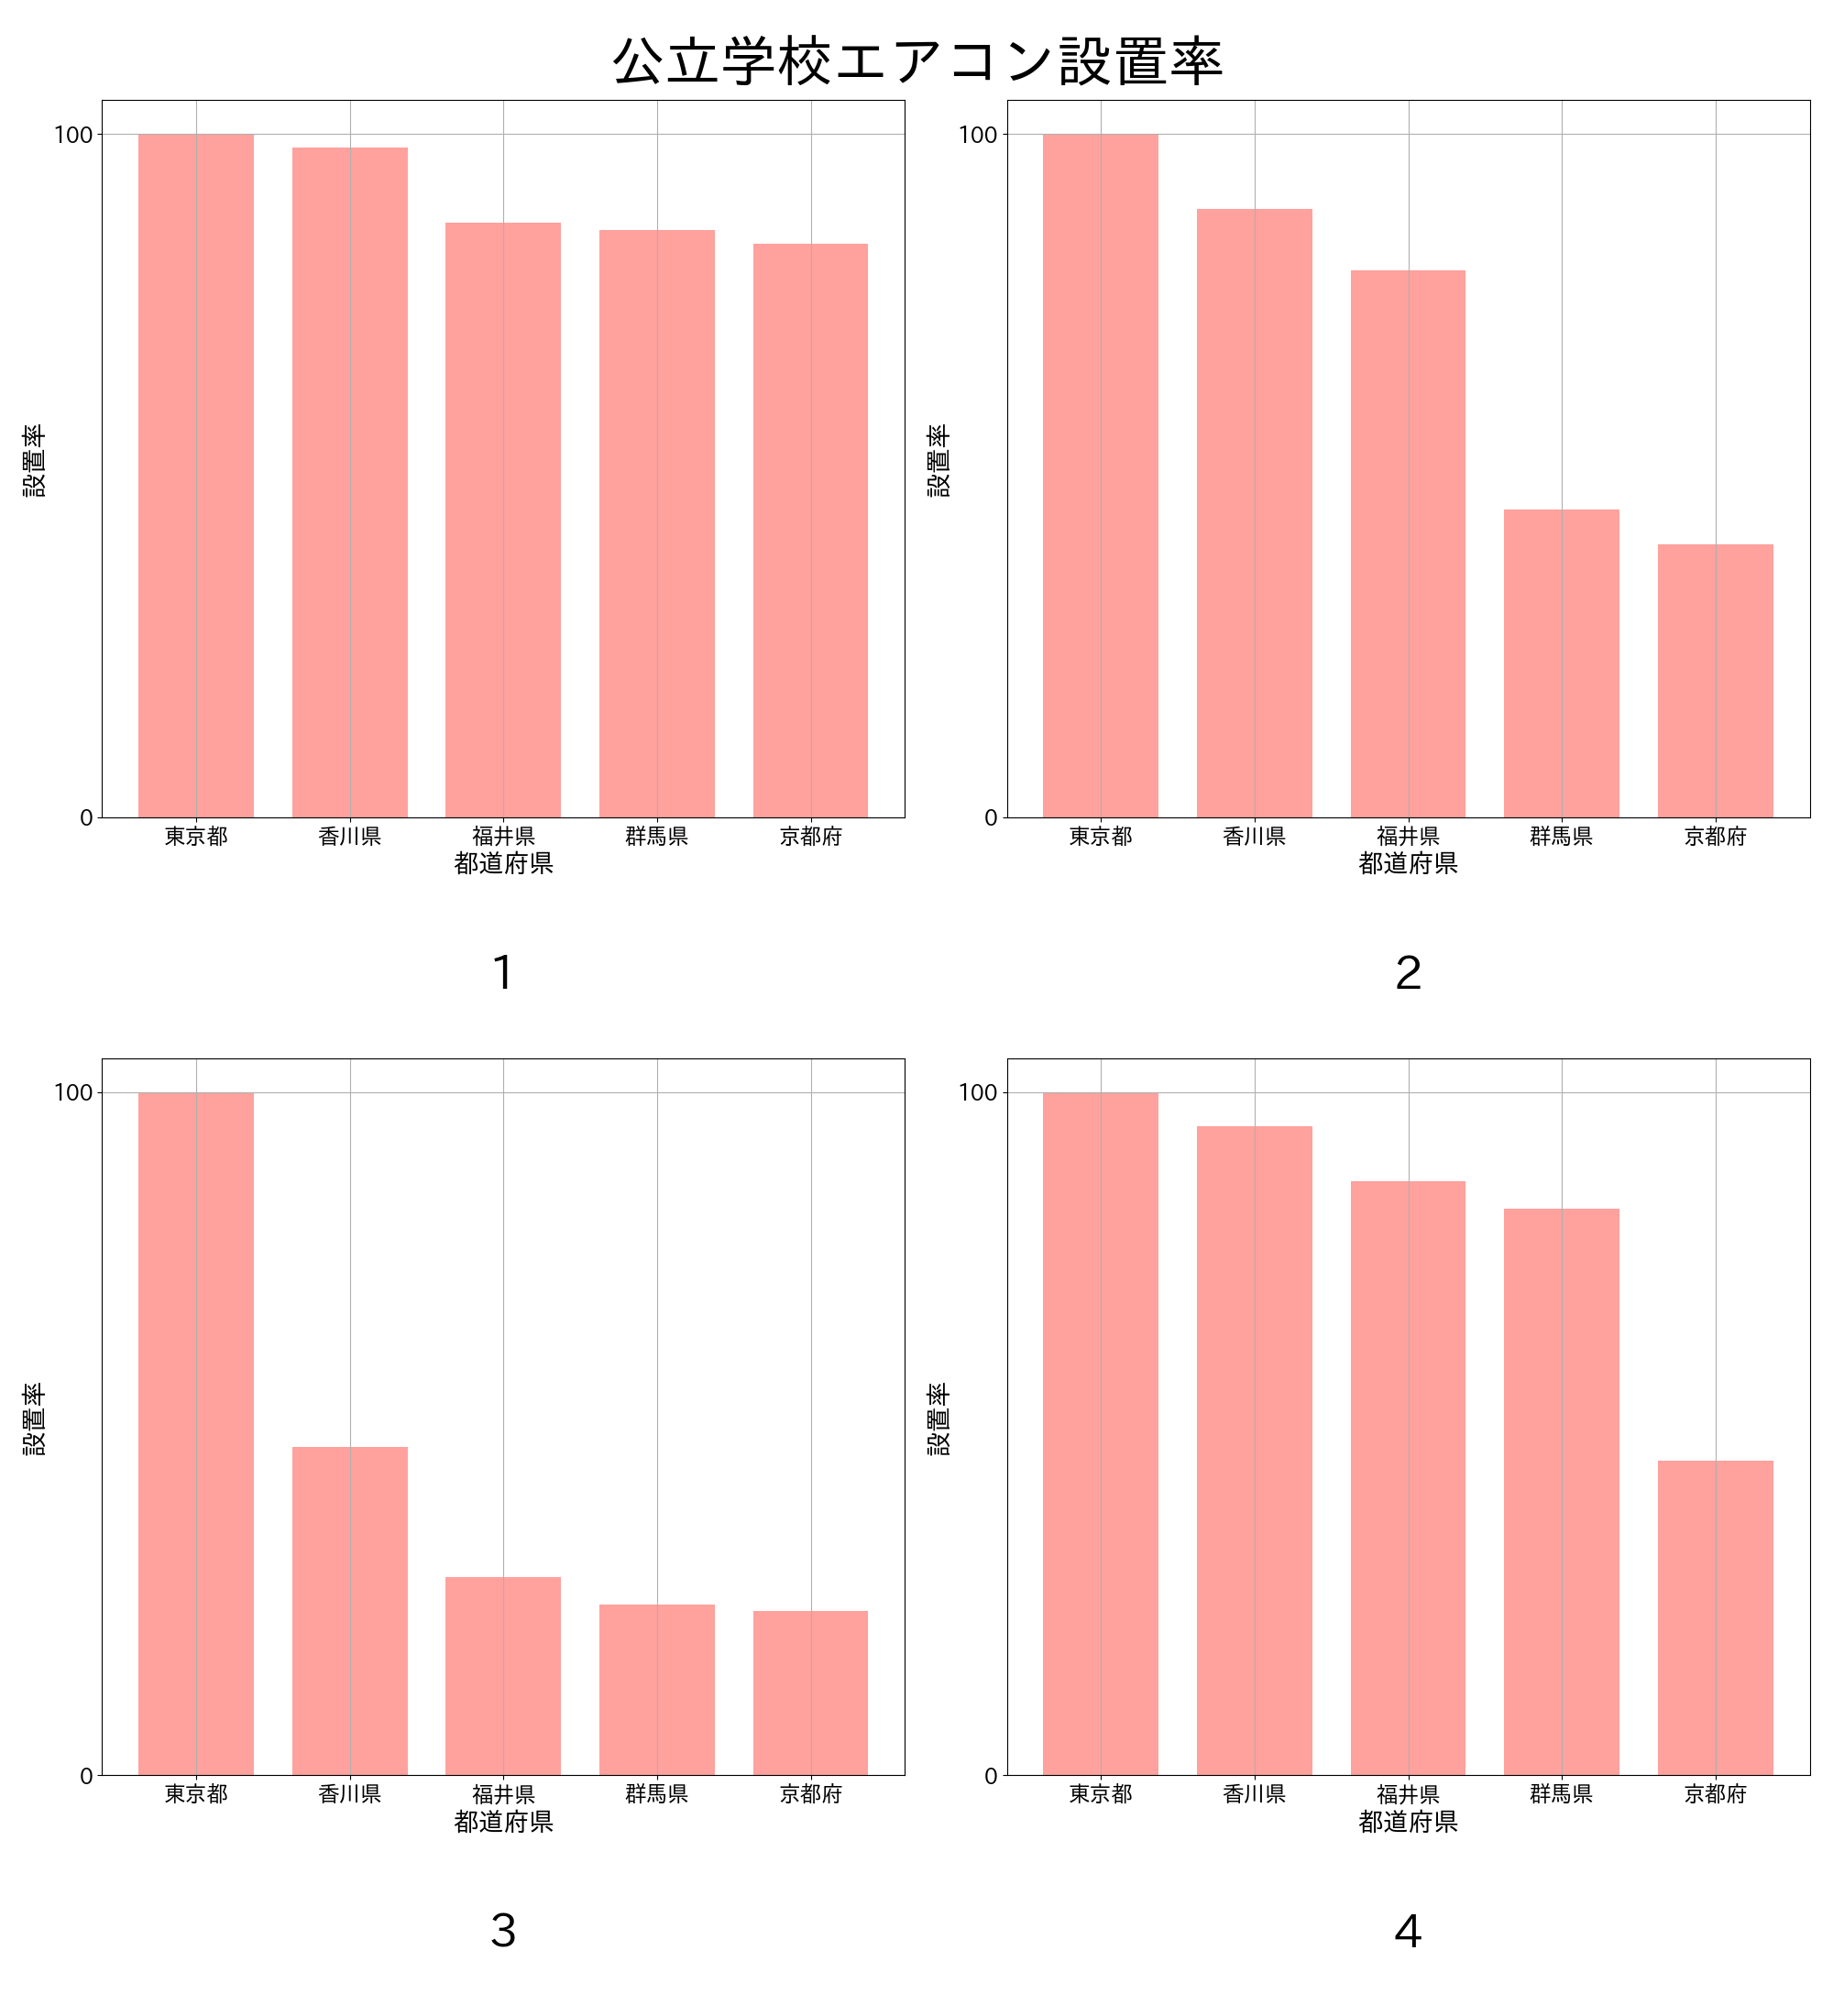 公立学校エアコン設置率
100
0
設置率
東京都 香川県 福井県 群馬県 京都府
都道府県
1
100
0
設置率
東京都 香川県 福井県 群馬県 京都府
都道府県
2
100
0
設置率
東京都 香川県 福井県 群馬県 京都府
都道府県
3
100
0
設置率
東京都 香川県 福井県 群馬県 京都府
都道府県
4